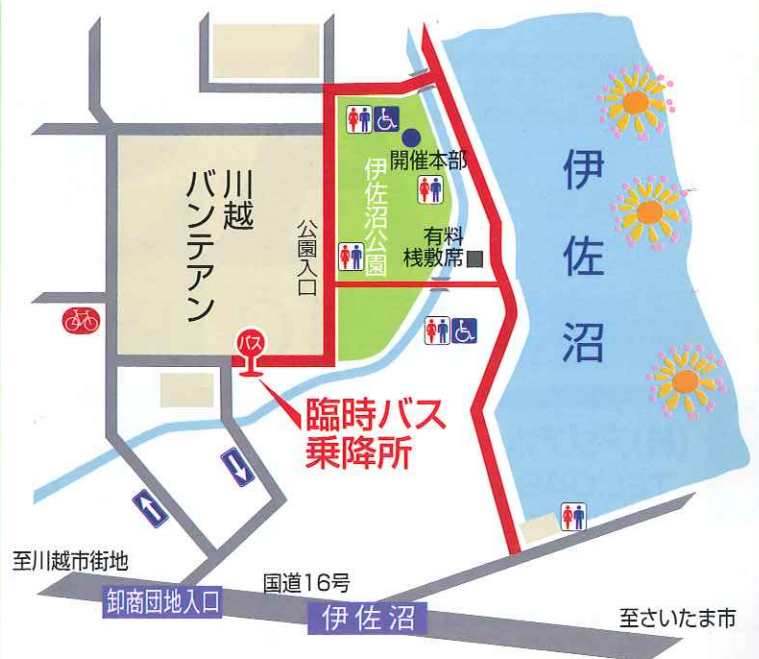 開催本部
伊佐沼公園
有料
桟敷席
公園入口
川越
バンテアン
伊佐沼
バス
臨時バス
乗降所
至川越市街地
国道16号
卸商団地入口
伊佐沼
至さいたま市